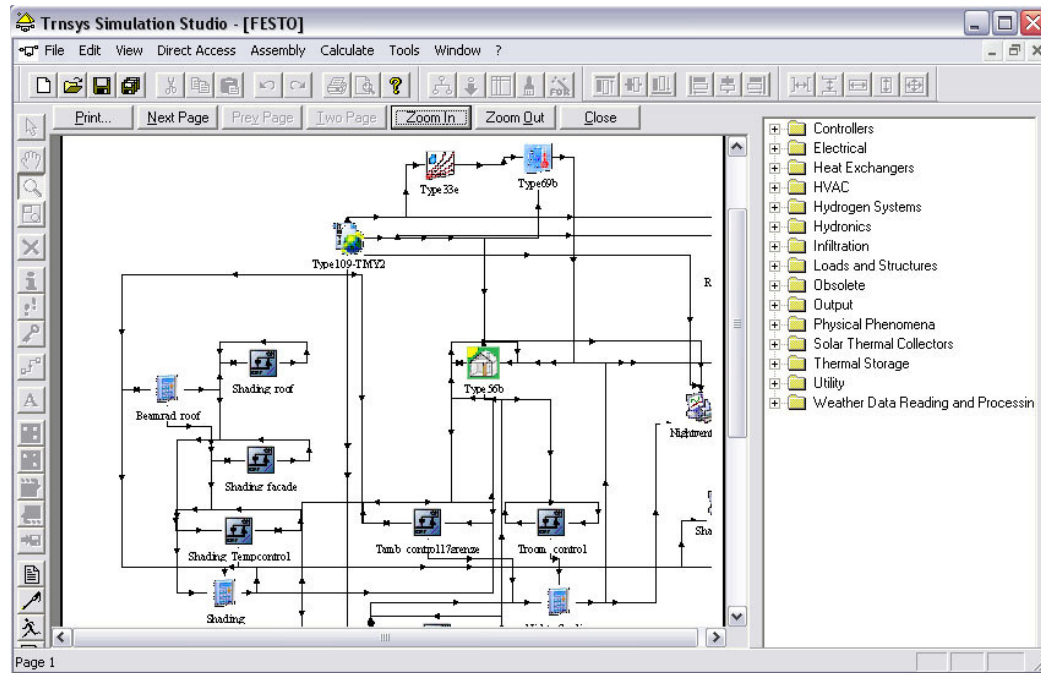 Trnsys Simulation Studio - [FESTO]
File Edit View Direct Access Assembly Calculate Tools Window ?
Print... Next Page Prev Page Two Page Zoom In Zoom Out Close
Type33e
Type69b
Type109-TMY2
R
Shading roof
Type56b
Beamrad roof
Shading facade
Sha
Shading Tempcontrol
Troom control
Shading
Controllers
Electrical
Heat Exchangers
HVAC
Hydrogen Systems
Hydronics
Infiltration
Loads and Structures
Obsolete
Output
Physical Phenomena
Solar Thermal Collectors
Thermal Storage
Utility
Weather Data Reading and Processin
Page 1